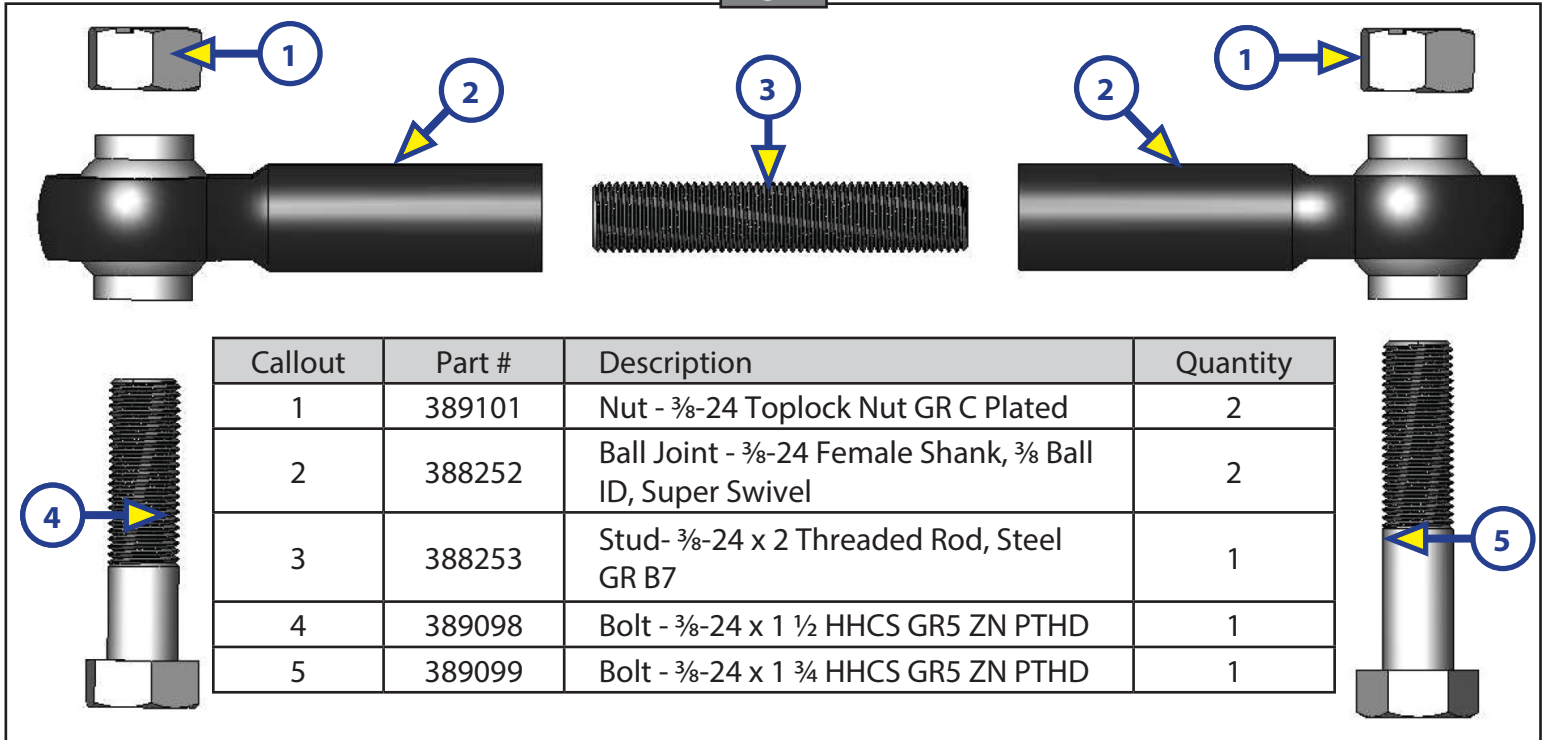 1
1
2
3
2
4
5
Callout Part # Description Quantity
1 389101 Nut - ⅜-24 Toplock Nut GR C Plated 2
2 388252 Ball Joint - ⅜-24 Female Shank, ⅜ Ball
ID, Super Swivel 2
3 388253 Stud- ⅜-24 x 2 Threaded Rod, Steel
GR B7 1
4 389098 Bolt - ⅜-24 x 1 ½ HHCS GR5 ZN PTHD 1
5 389099 Bolt - ⅜-24 x 1 ¾ HHCS GR5 ZN PTHD 1